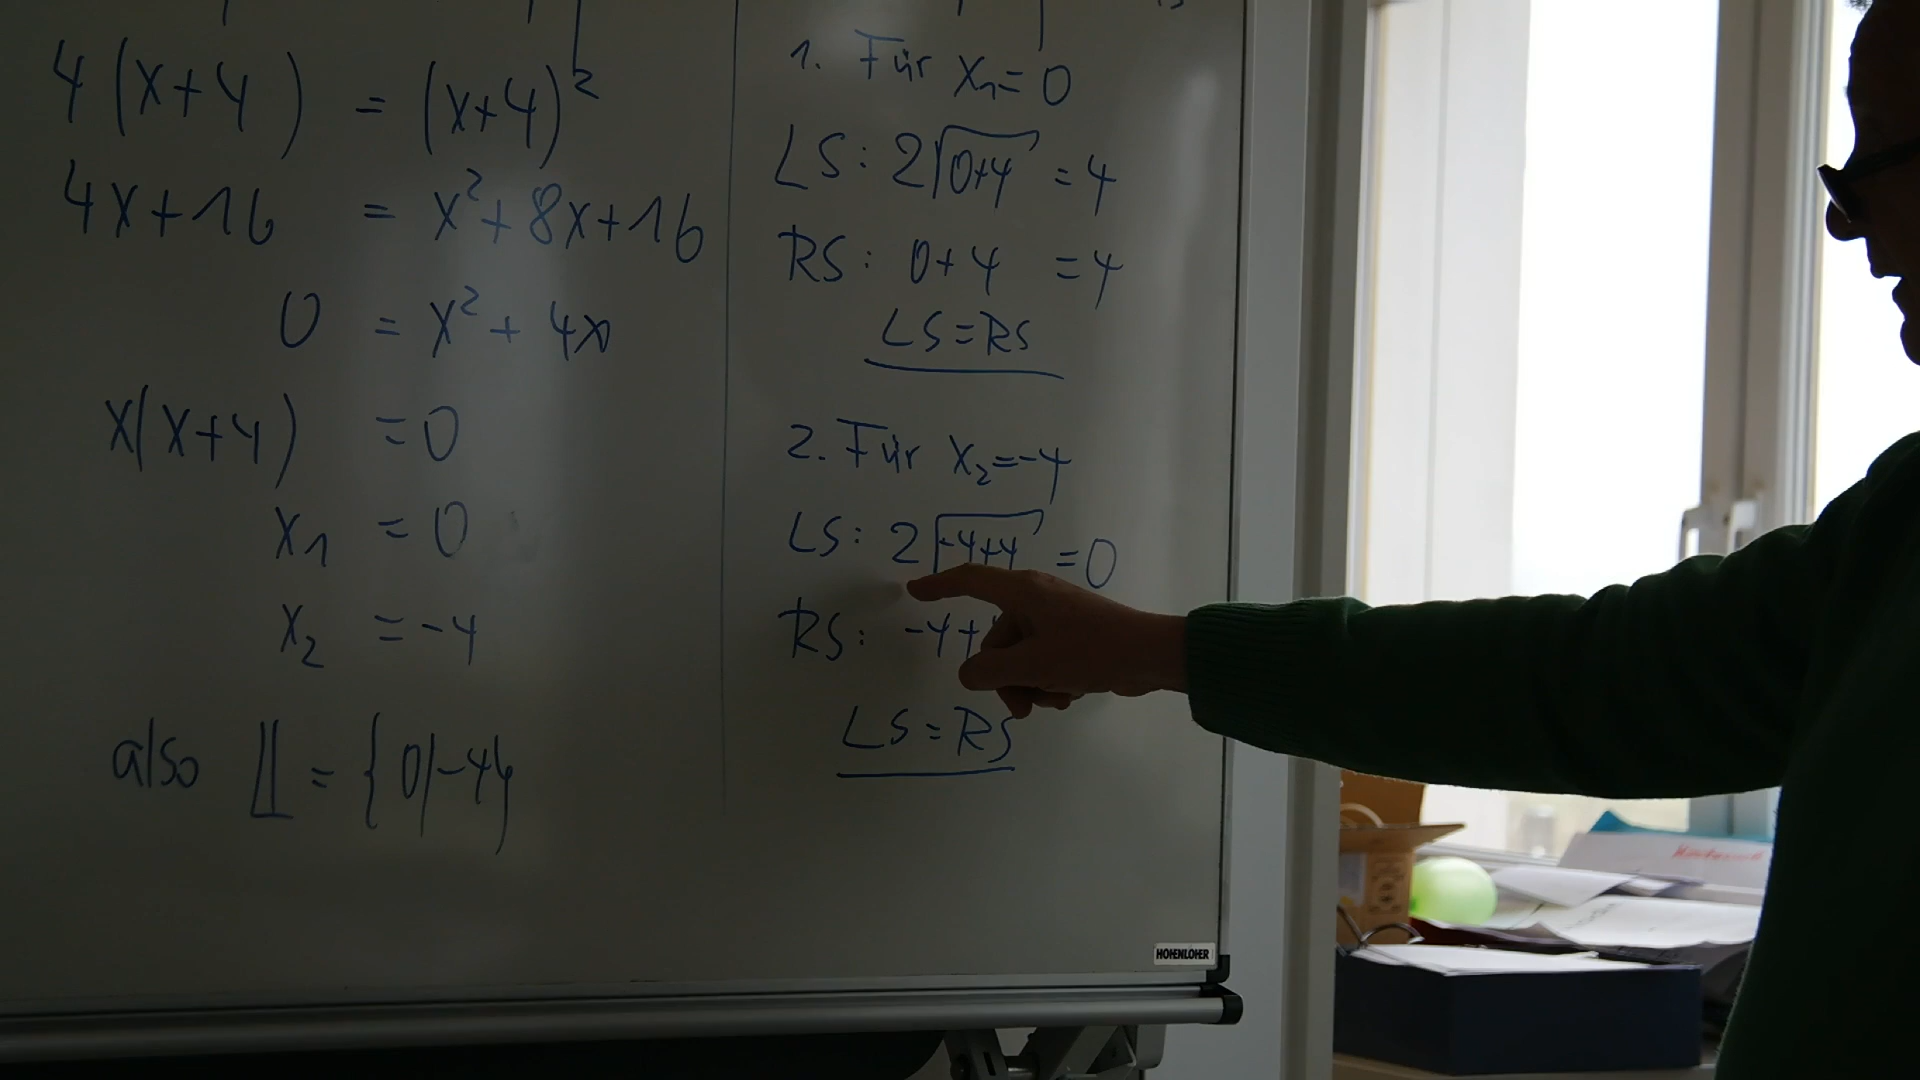 4(x+4) = (x+4)²
4x+16 = x²+8x+16
0 = x²+4x
x(x+4) = 0
x₁ = 0
x₂ = -4
also 𝕃 = {0|-4}
1. Für x₁=0
LS: 2√(0+4) = 4
RS: 0+4 = 4
LS=RS
2. Für x₂=-4
LS: 2√(-4+4) = 0
RS: -4+
LS=RS
HOHENLOHER